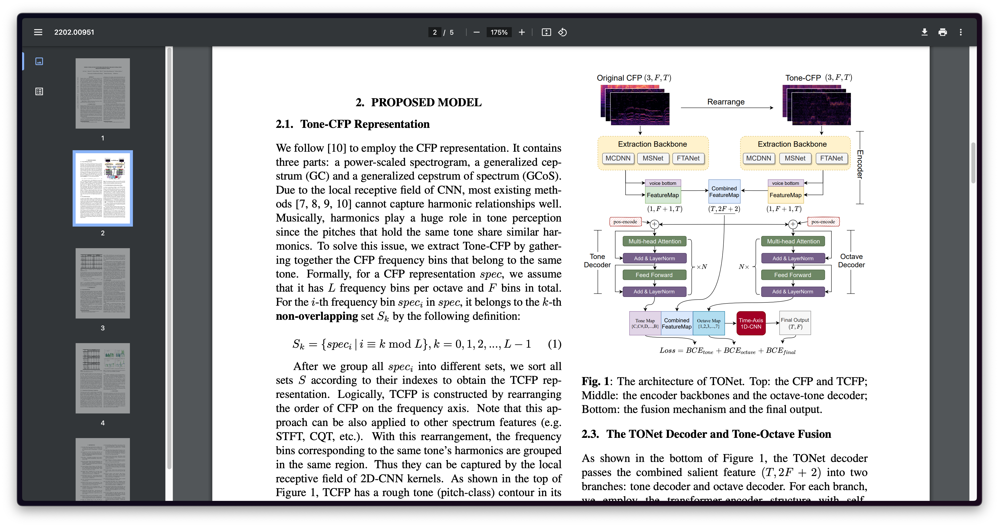 2202.00951
2 / 5
175%
1
2
3
4
2. PROPOSED MODEL
2.1. Tone-CFP Representation
We follow [10] to employ the CFP representation. It contains
three parts: a power-scaled spectrogram, a generalized cep-
strum (GC) and a generalized cepstrum of spectrum (GCoS).
Due to the local receptive field of CNN, most existing meth-
ods [7, 8, 9, 10] cannot capture harmonic relationships well.
Musically, harmonics play a huge role in tone perception
since the pitches that hold the same tone share similar har-
monics. To solve this issue, we extract Tone-CFP by gather-
ing together the CFP frequency bins that belong to the same
tone. Formally, for a CFP representation spec, we assume
that it has L frequency bins per octave and F bins in total.
For the i-th frequency bin spec_i in spec, it belongs to the k-th
non-overlapping set S_k by the following definition:
S_k = {spec_i | i ≡ k mod L}, k = 0, 1, 2, ..., L − 1 (1)
After we group all spec_i into different sets, we sort all
sets S according to their indexes to obtain the TCFP rep-
resentation. Logically, TCFP is constructed by rearranging
the order of CFP on the frequency axis. Note that this ap-
proach can be also applied to other spectrum features (e.g.
STFT, CQT, etc.). With this rearrangement, the frequency
bins corresponding to the same tone's harmonics are grouped
in the same region. Thus they can be captured by the local
receptive field of 2D-CNN kernels. As shown in the top of
Figure 1, TCFP has a rough tone (pitch-class) contour in its
Original CFP (3, F, T)
Tone-CFP (3, F, T)
Rearrange
Extraction Backbone
MCDNN MSNet FTANet
Extraction Backbone
MCDNN MSNet FTANet
Encoder
voice bottom
FeatureMap
(1, F + 1, T)
Combined
FeatureMap
(T, 2F + 2)
voice bottom
FeatureMap
(1, F + 1, T)
pos-encode
+
+
pos-encode
Tone
Decoder
Multi-head Attention
Add & LayerNorm
Feed Forward
Add & LayerNorm
×N
N×
Multi-head Attention
Add & LayerNorm
Feed Forward
Add & LayerNorm
Octave
Decoder
Tone Map
{C,C#,D,...,B}
Combined
FeatureMap
Octave Map
{1,2,3,...,7}
Time-Axis
1D-CNN
Final Output
(T, F)
Loss = BCE_tone + BCE_octave + BCE_final
Fig. 1: The architecture of TONet. Top: the CFP and TCFP;
Middle: the encoder backbones and the octave-tone decoder;
Bottom: the fusion mechanism and the final output.
2.3. The TONet Decoder and Tone-Octave Fusion
As shown in the bottom of Figure 1, the TONet decoder
passes the combined salient feature (T, 2F + 2) into two
branches: tone decoder and octave decoder. For each branch,
we employ the transformer-encoder structure with self-